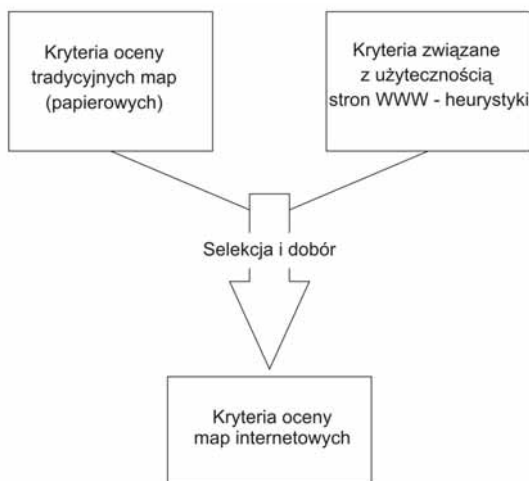 Kryteria oceny
tradycyjnych map
(papierowych)
Kryteria związane
z użytecznością
stron WWW - heurystyki
Selekcja i dobór
Kryteria oceny
map internetowych